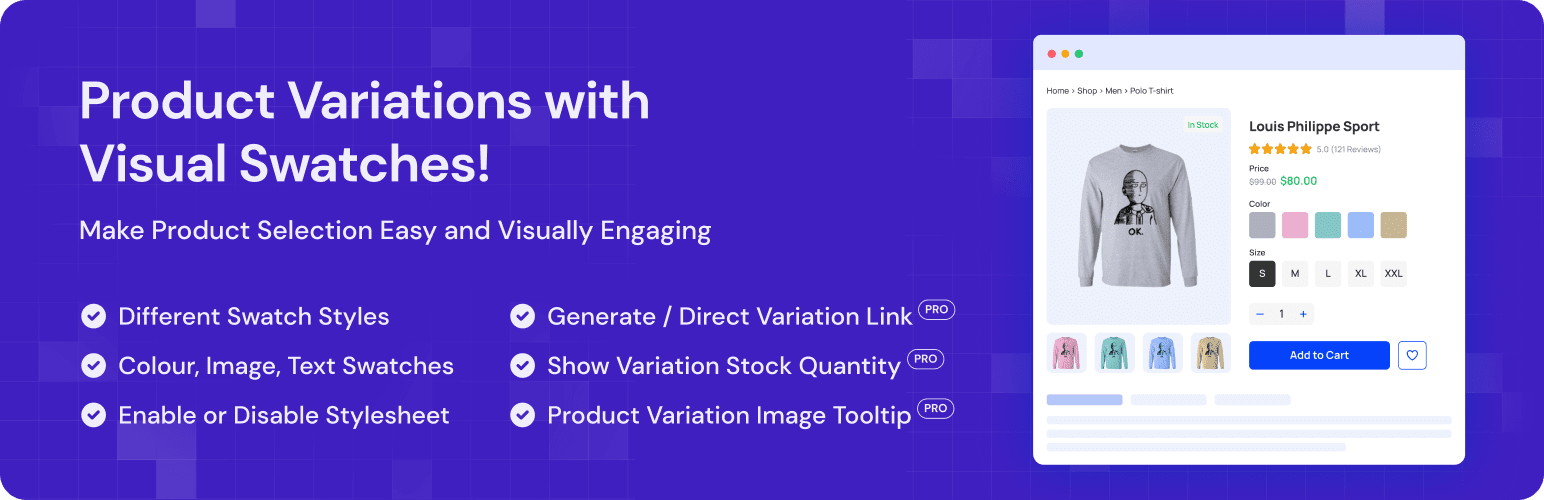 Product Variations with
Visual Swatches!
Make Product Selection Easy and Visually Engaging
Different Swatch Styles
Colour, Image, Text Swatches
Enable or Disable Stylesheet
Generate / Direct Variation Link PRO
Show Variation Stock Quantity PRO
Product Variation Image Tooltip PRO
Home > Shop > Men > Polo T-shirt
In Stock
OK.
Louis Philippe Sport
5.0 (121 Reviews)
Price
$99.00 $80.00
Color
Size
S M L XL XXL
− 1 +
Add to Cart